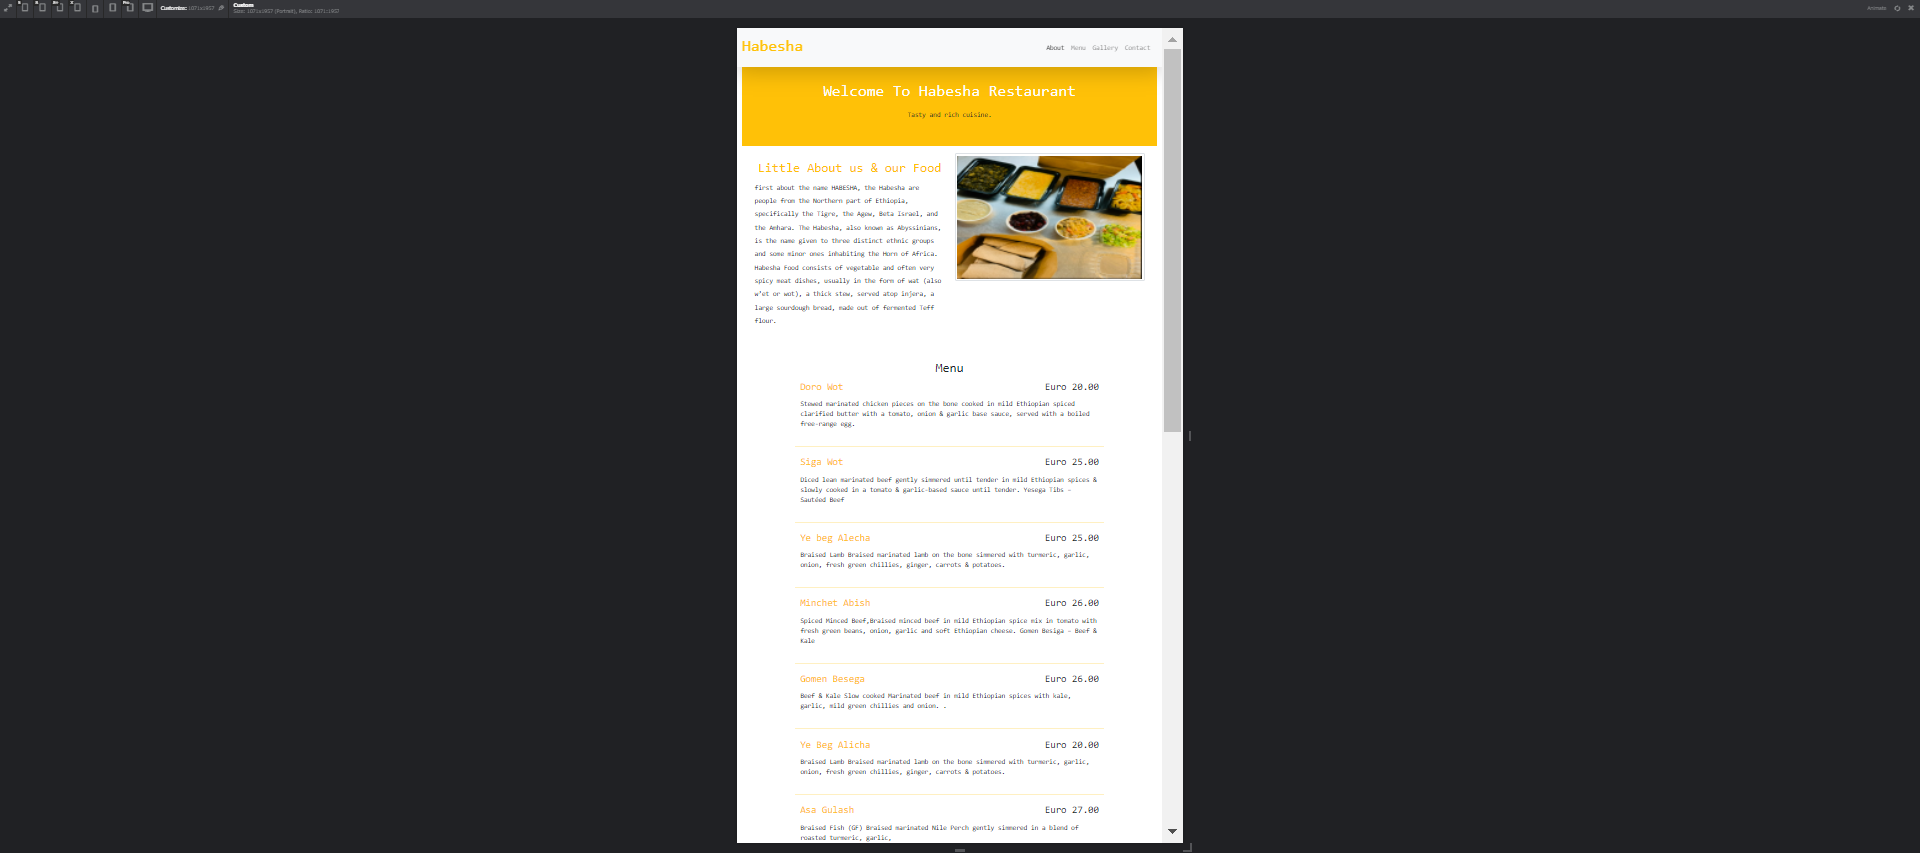 Customize: 1071x1957
Custom
Size: 1071x1957 (Portrait), Ratio: 1071:1957
Animate
Habesha
About Menu Gallery Contact
Welcome To Habesha Restaurant
Tasty and rich cuisine.
Little About us & our Food
first about the name HABESHA, the Habesha are
people from the Northern part of Ethiopia,
specifically the Tigre, the Agew, Beta Israel, and
the Amhara. The Habesha, also known as Abyssinians,
is the name given to three distinct ethnic groups
and some minor ones inhabiting the Horn of Africa.
Habesha Food consists of vegetable and often very
spicy meat dishes, usually in the form of wat (also
w'et or wot), a thick stew, served atop injera, a
large sourdough bread, made out of fermented Teff
flour.
Menu
Doro Wot Euro 20.00
Stewed marinated chicken pieces on the bone cooked in mild Ethiopian spiced
clarified butter with a tomato, onion & garlic base sauce, served with a boiled
free-range egg.
Siga Wot Euro 25.00
Diced lean marinated beef gently simmered until tender in mild Ethiopian spices &
slowly cooked in a tomato & garlic-based sauce until tender. Yesega Tibs –
Sautéed Beef
Ye beg Alecha Euro 25.00
Braised Lamb Braised marinated lamb on the bone simmered with turmeric, garlic,
onion, fresh green chillies, ginger, carrots & potatoes.
Minchet Abish Euro 26.00
Spiced Minced Beef,Braised minced beef in mild Ethiopian spice mix in tomato with
fresh green beans, onion, garlic and soft Ethiopian cheese. Gomen Besiga – Beef &
Kale
Gomen Besega Euro 26.00
Beef & Kale Slow cooked Marinated beef in mild Ethiopian spices with kale,
garlic, mild green chillies and onion. .
Ye Beg Alicha Euro 20.00
Braised Lamb Braised marinated lamb on the bone simmered with turmeric, garlic,
onion, fresh green chillies, ginger, carrots & potatoes.
Asa Gulash Euro 27.00
Braised Fish (GF) Braised marinated Nile Perch gently simmered in a blend of
roasted turmeric, garlic,